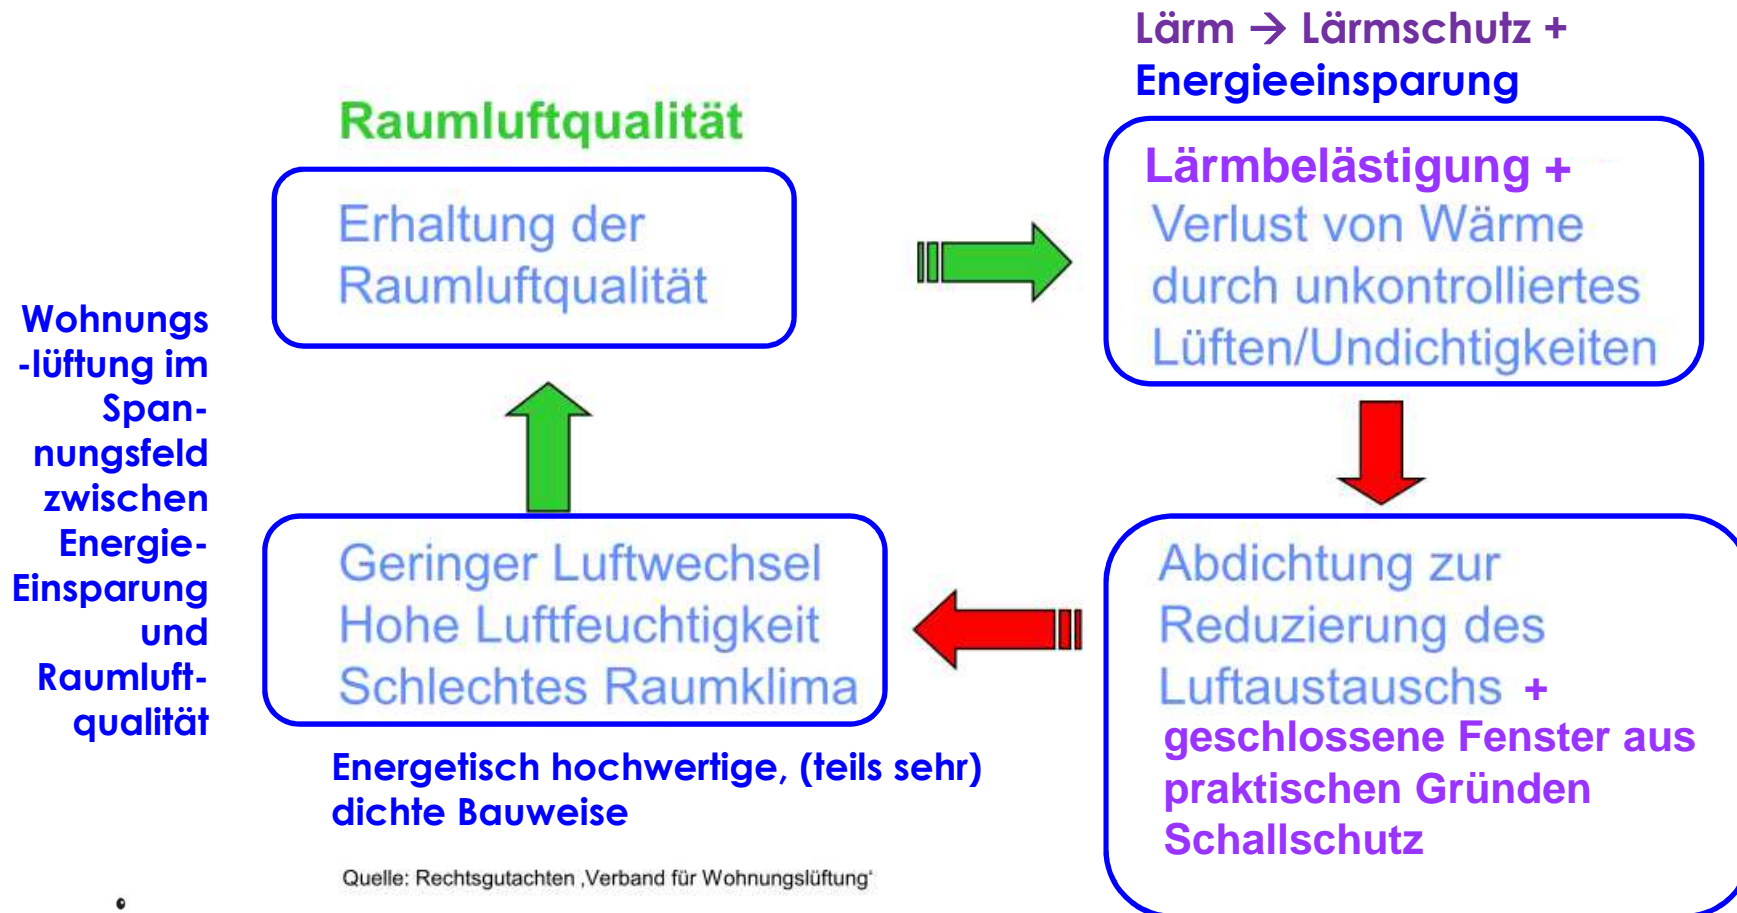 Lärm → Lärmschutz +
Energieeinsparung
Raumluftqualität
Erhaltung der
Raumluftqualität
Lärmbelästigung +
Verlust von Wärme
durch unkontrolliertes
Lüften/Undichtigkeiten
Wohnungs
-lüftung im
Span-
nungsfeld
zwischen
Energie-
Einsparung
und
Raumluft-
qualität
Geringer Luftwechsel
Hohe Luftfeuchtigkeit
Schlechtes Raumklima
Abdichtung zur
Reduzierung des
Luftaustauschs +
geschlossene Fenster aus
praktischen Gründen
Schallschutz
Energetisch hochwertige, (teils sehr)
dichte Bauweise
Quelle: Rechtsgutachten ‚Verband für Wohnungslüftung‘